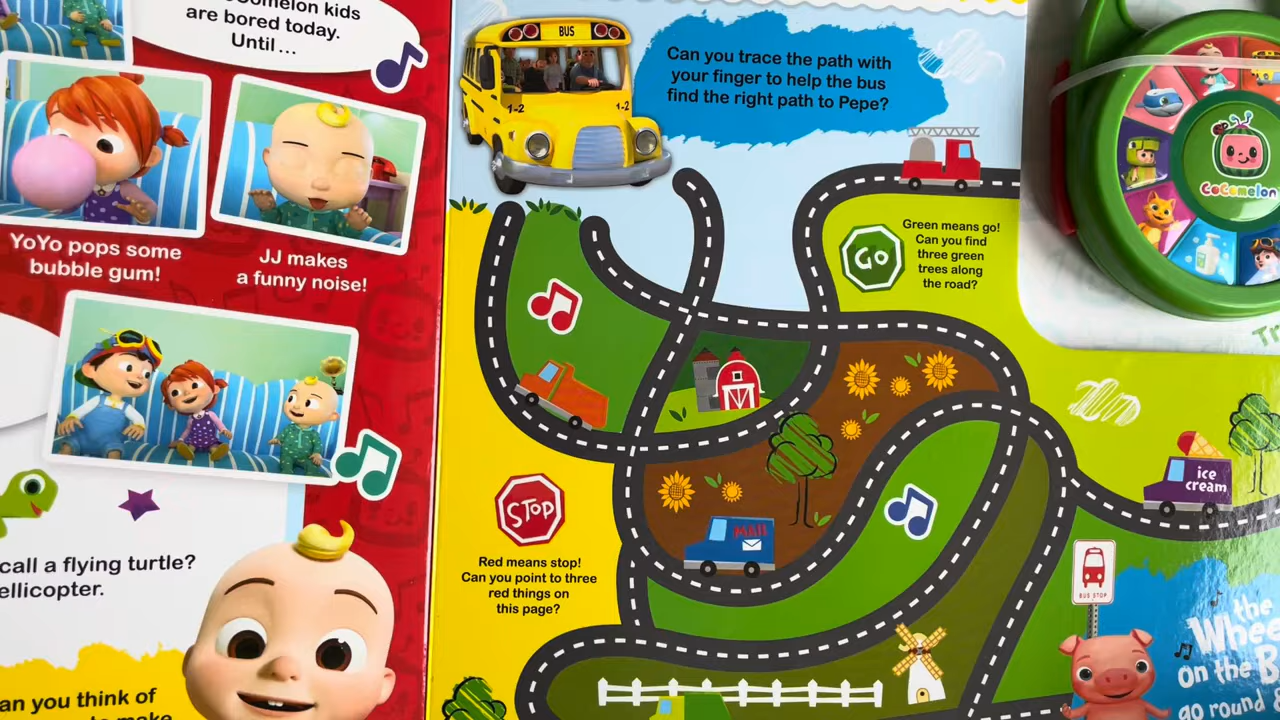 CoComelon kids
are bored today.
Until ...
YoYo pops some
bubble gum!
JJ makes
a funny noise!
call a flying turtle?
ellicopter.
an you think of
make
BUS
1-2
1-2
Can you trace the path with
your finger to help the bus
find the right path to Pepe?
GO
Green means go!
Can you find
three green
trees along
the road?
STOP
Red means stop!
Can you point to three
red things on
this page?
MAIL
ice
cream
BUS STOP
the
Whee
on the B
go round
CoComelon